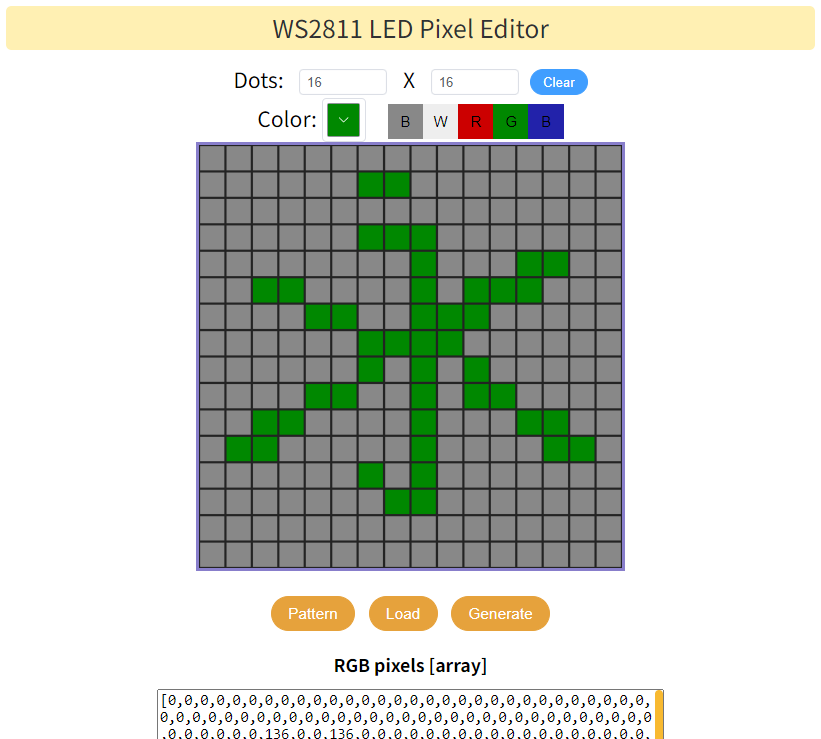 WS2811 LED Pixel Editor
Dots: 16 X 16 Clear
Color: B W R G B
永
Pattern Load Generate
RGB pixels [array]
[0,0,0,0,0,0,0,0,0,0,0,0,0,0,0,0,0,0,0,0,0,0,0,0,0,0,0,0,0,0,
0,0,0,0,0,0,0,0,0,0,0,0,0,0,0,0,0,0,0,0,0,0,0,0,0,0,0,0,0,0,0
,0,0,0,0,0,0,136,0,0,136,0,0,0,0,0,0,0,0,0,0,0,0,0,0,0,0,0,0,